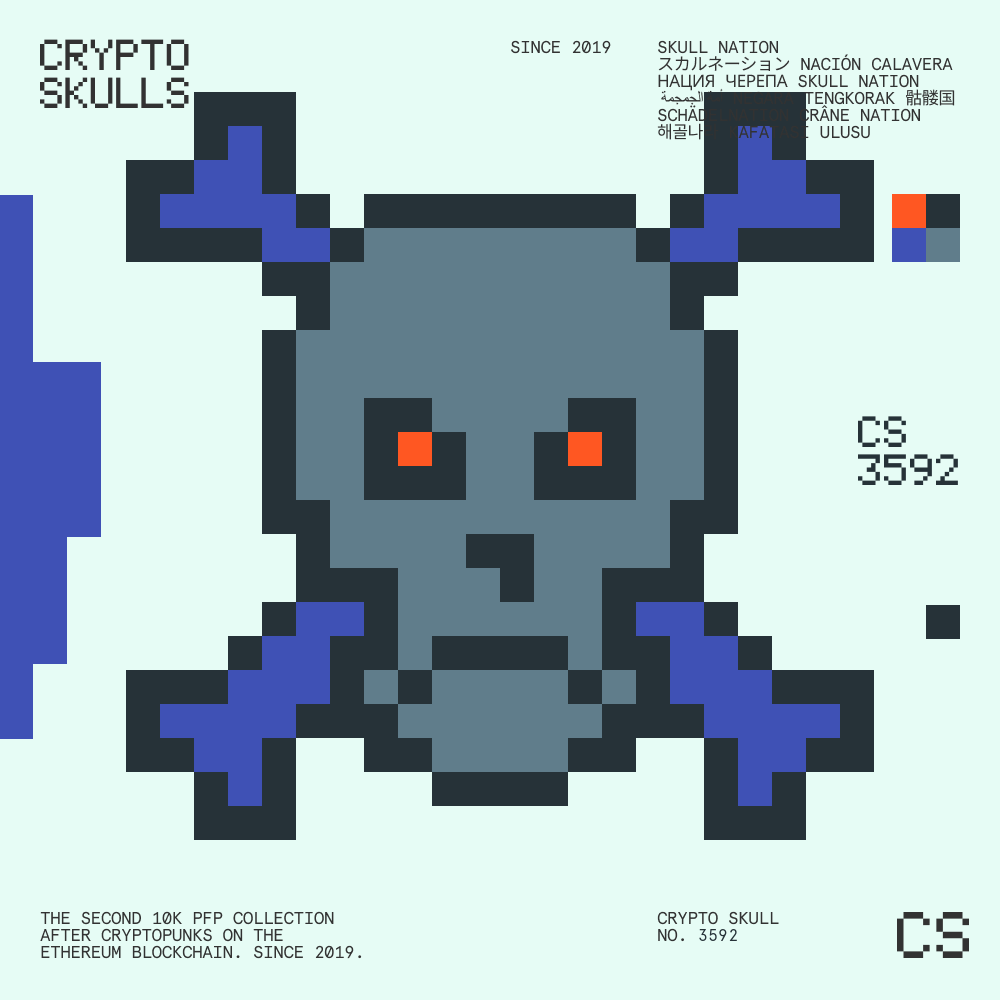 CRYPTO
SKULLS
SINCE 2019
SKULL NATION
スカルネーション NACIÓN CALAVERA
НАЦИЯ ЧЕРЕПА SKULL NATION
الجمجمة TENGKORAK 骷髅国
CRÂNE NATION
해골 ULUSU
CS
3592
THE SECOND 10K PFP COLLECTION
AFTER CRYPTOPUNKS ON THE
ETHEREUM BLOCKCHAIN. SINCE 2019.
CRYPTO SKULL
NO. 3592
CS